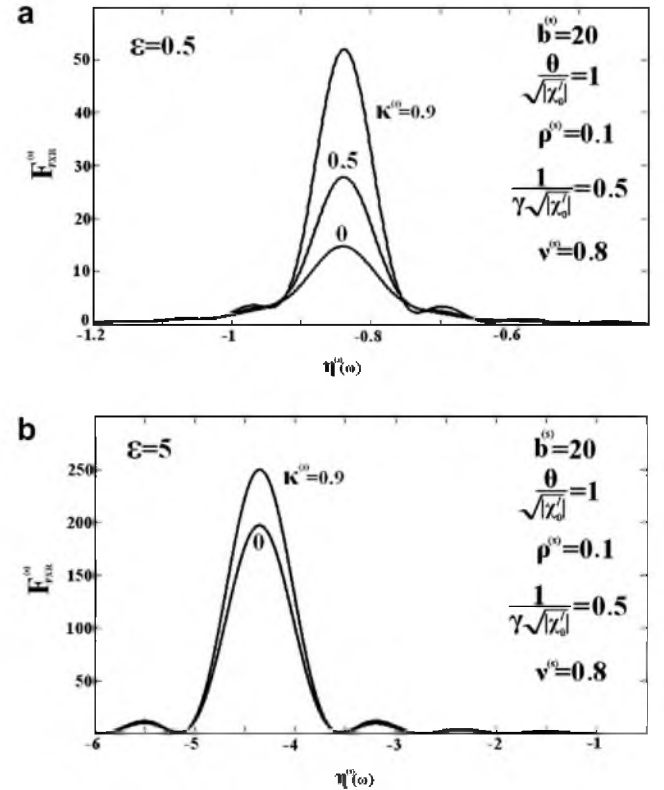 a
ε=0.5
b⁽ˢ⁾=20
θ/√|χ′₀|=1
ρ⁽ˢ⁾=0.1
1/γ√|χ′₀|=0.5
ν⁽ˢ⁾=0.8
κ⁽ˢ⁾=0.9
0.5
0
F⁽ˢ⁾PXR
50
40
30
20
10
0
-1.2 -1 -0.8 -0.6
η⁽ˢ⁾(ω)
b
ε=5
b⁽ˢ⁾=20
θ/√|χ′₀|=1
ρ⁽ˢ⁾=0.1
1/γ√|χ′₀|=0.5
ν⁽ˢ⁾=0.8
κ⁽ˢ⁾=0.9
0
F⁽ˢ⁾PXR
250
200
150
100
50
-6 -5 -4 -3 -2 -1
η⁽ˢ⁾(ω)